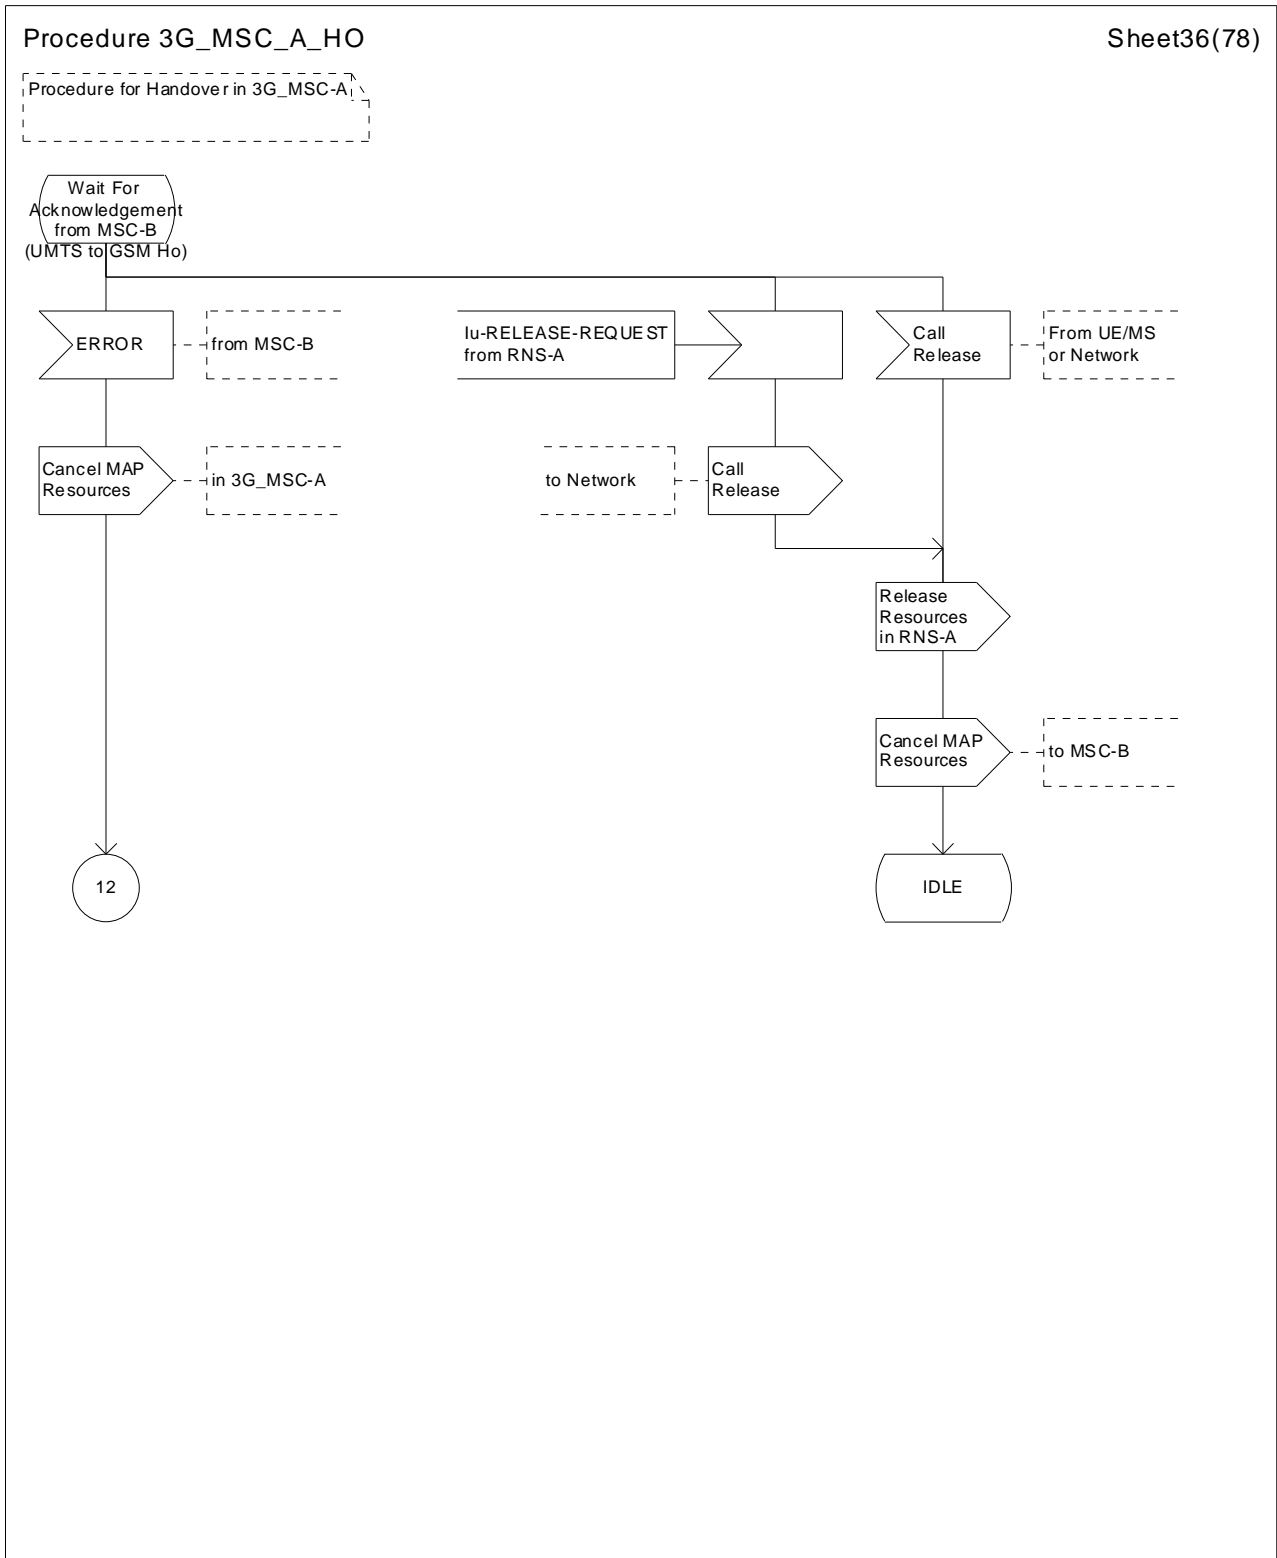 Procedure 3G_MSC_A_HO
Sheet36(78)
Procedure for Handover in 3G_MSC-A
Wait For
Acknowledgement
from MSC-B
(UMTS to GSM Ho)
ERROR
from MSC-B
Iu-RELEASE-REQUEST
from RNS-A
Call
Release
From UE/MS
or Network
Cancel MAP
Resources
in 3G_MSC-A
to Network
Call
Release
Release
Resources
in RNS-A
Cancel MAP
Resources
to MSC-B
12
IDLE